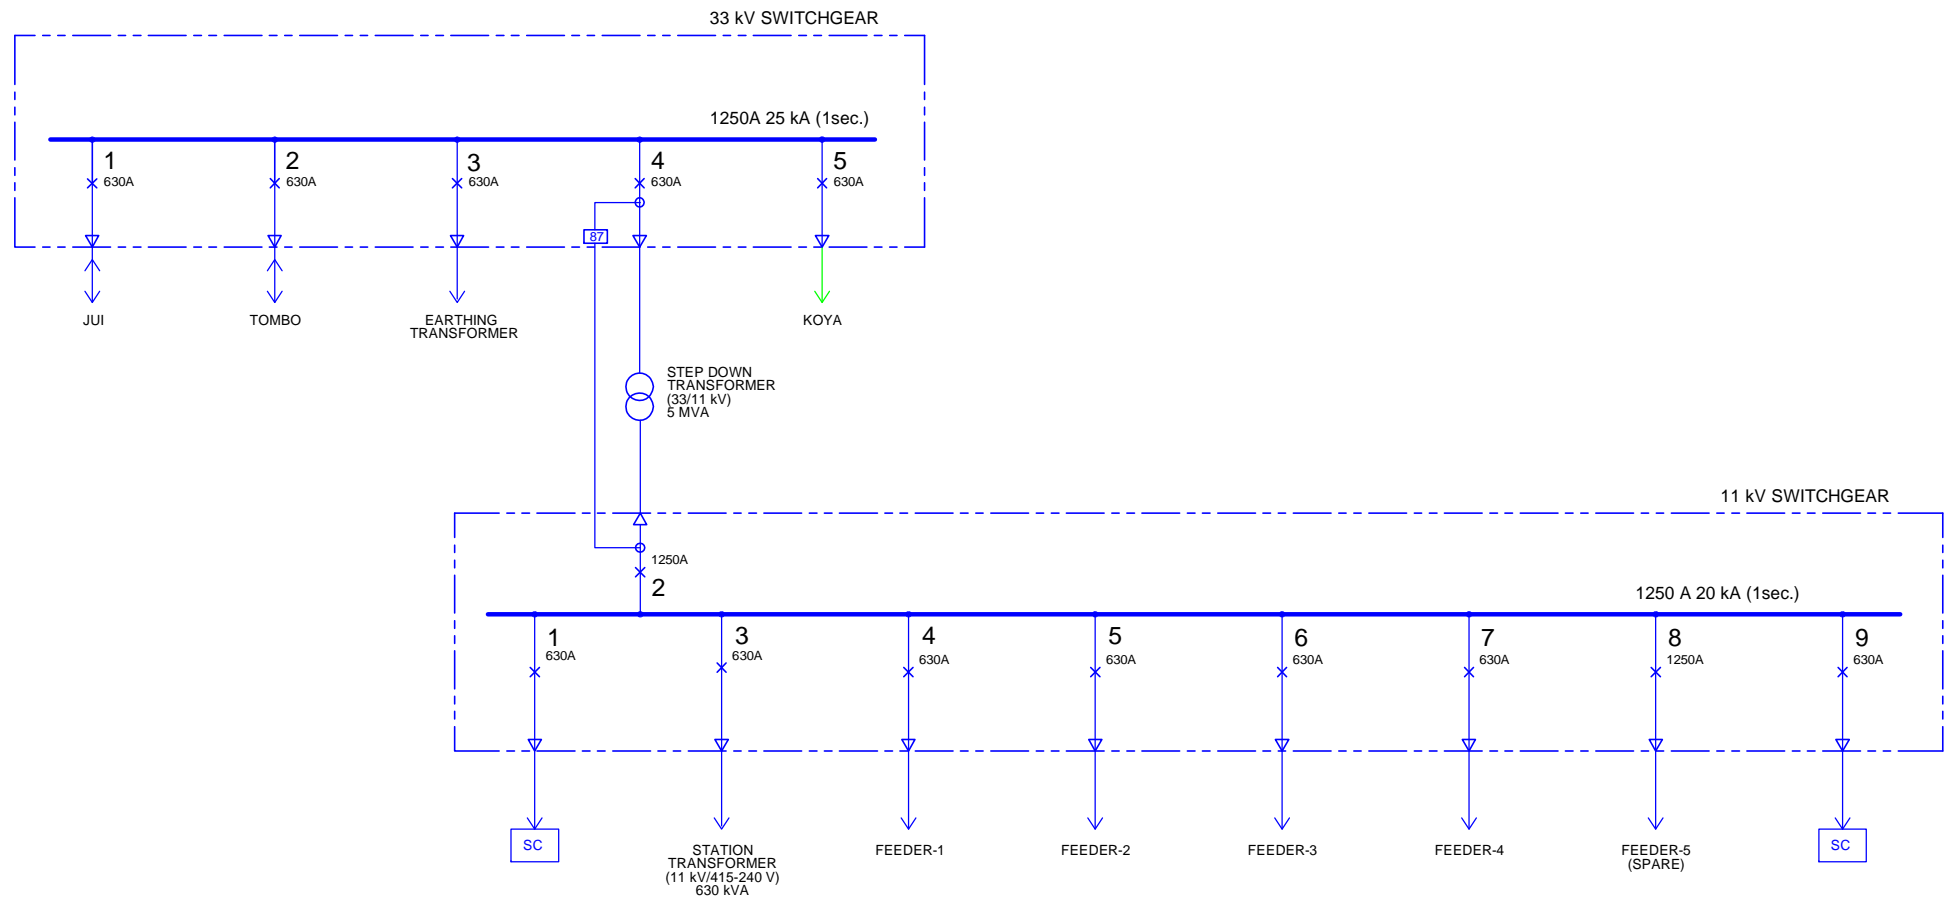 33 kV SWITCHGEAR
1250A 25 kA (1sec.)
1
630A
2
630A
3
630A
4
630A
5
630A
87
JUI
TOMBO
EARTHING
TRANSFORMER
KOYA
STEP DOWN
TRANSFORMER
(33/11 kV)
5 MVA
11 kV SWITCHGEAR
1250A
2
1250 A 20 kA (1sec.)
1
630A
3
630A
4
630A
5
630A
6
630A
7
630A
8
1250A
9
630A
SC
STATION
TRANSFORMER
(11 kV/415-240 V)
630 kVA
FEEDER-1
FEEDER-2
FEEDER-3
FEEDER-4
FEEDER-5
(SPARE)
SC